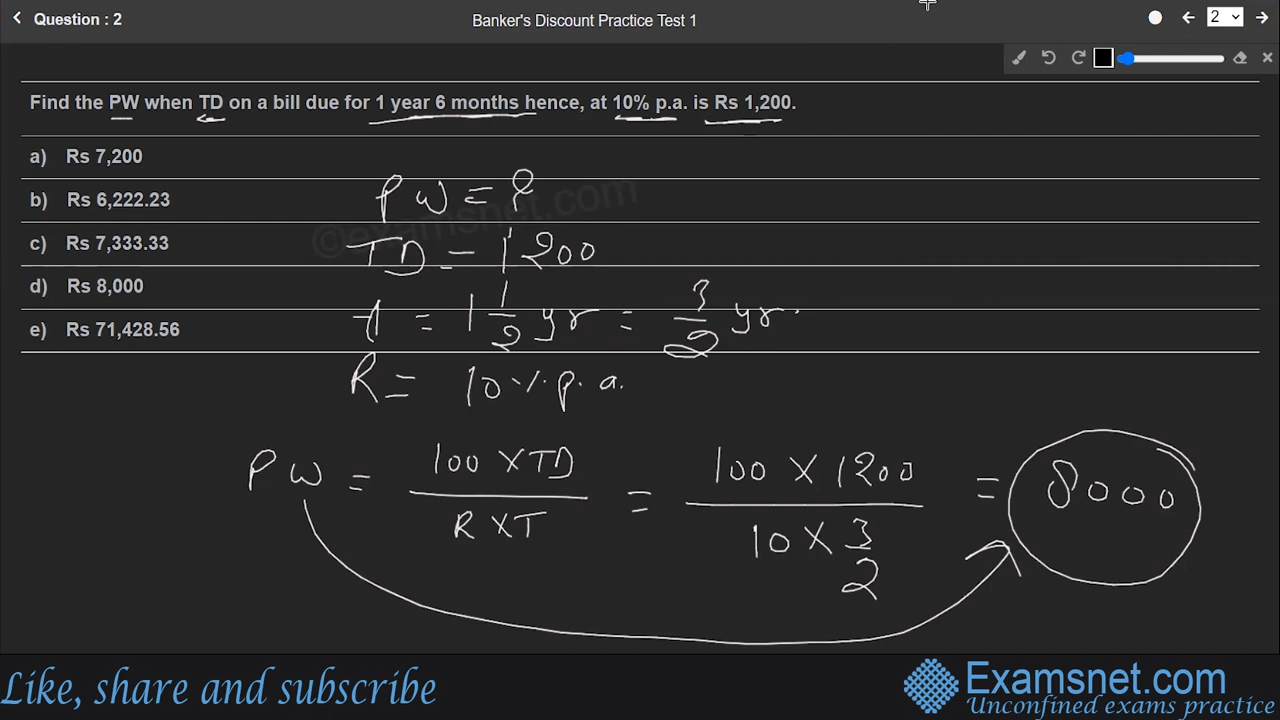 Question : 2
Banker's Discount Practice Test 1
2
Find the PW when TD on a bill due for 1 year 6 months hence, at 10% p.a. is Rs 1,200.
a) Rs 7,200
b) Rs 6,222.23
c) Rs 7,333.33
d) Rs 8,000
e) Rs 71,428.56
©examsnet.com
PW = ?
TD = 1200
T = 1 1/2 yr = 3/2 yr.
R = 10 %. p. a.
PW = 100 X TD / R X T = 100 X 1200 / 10 X 3/2 = 8000
Like, share and subscribe
Examsnet.com
Unconfined exams practice